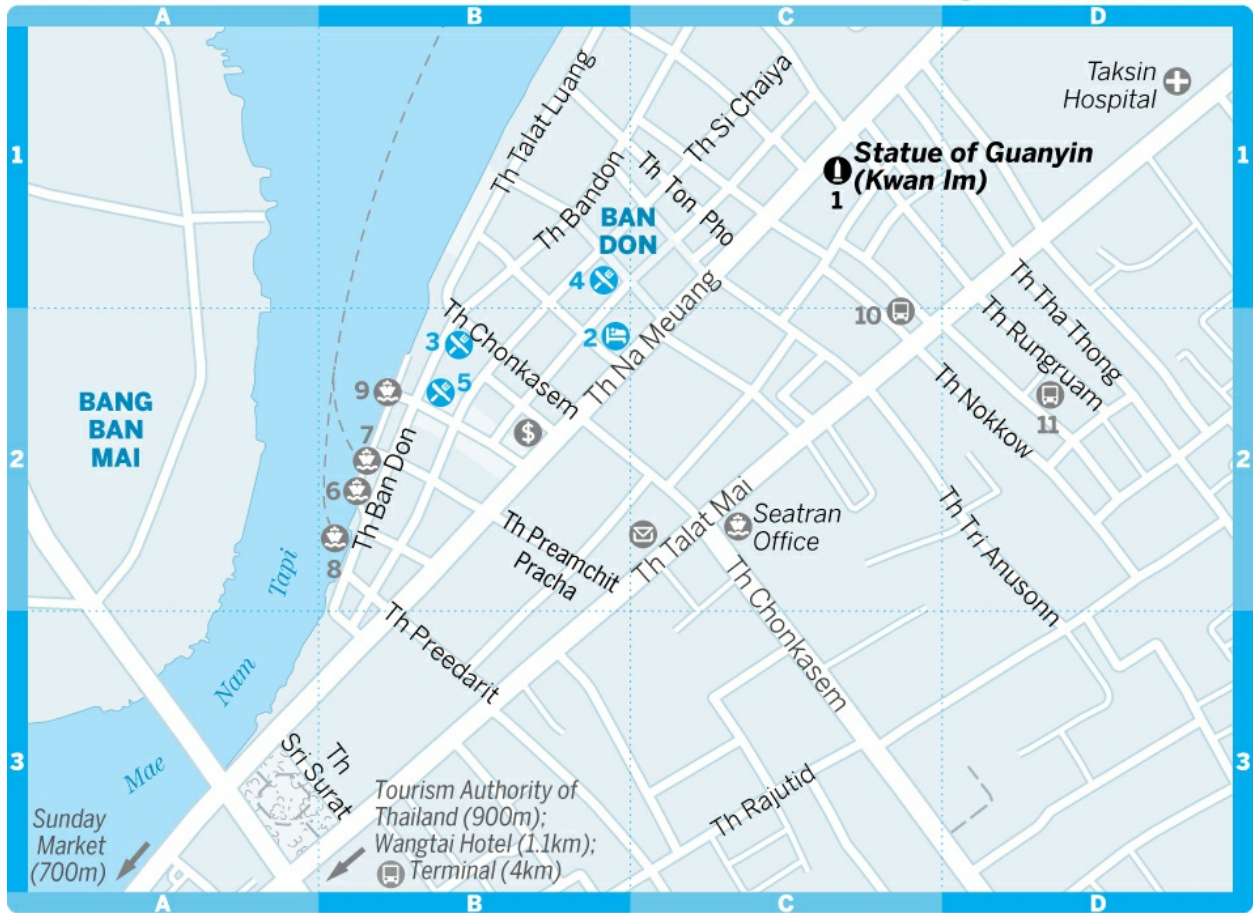 A
B
C
D
1
1
2
2
3
3
A
B
C
D
Th Talat Luang
Th Si Chaiya
Taksin
Hospital
Statue of Guanyin
(Kwan Im)
1
Th Bandon
Th Ton Pho
BAN
DON
4
Th Na Meuang
Th Chonkasem
3
2
10
Th Tha Thong
Th Rungruam
9
5
BANG
BAN
MAI
Th Nokkow
11
$
7
6
Th Ban Don
8
Th Talat Mai
Seatran
Office
Th Tri Anusonn
Th Preamchit
Pracha
Th Chonkasem
Tapi
Nam
Mae
Th Preedarit
Th
Sri Surat
Th Rajutid
Sunday
Market
(700m)
Tourism Authority of
Thailand (900m);
Wangtai Hotel (1.1km);
Terminal (4km)